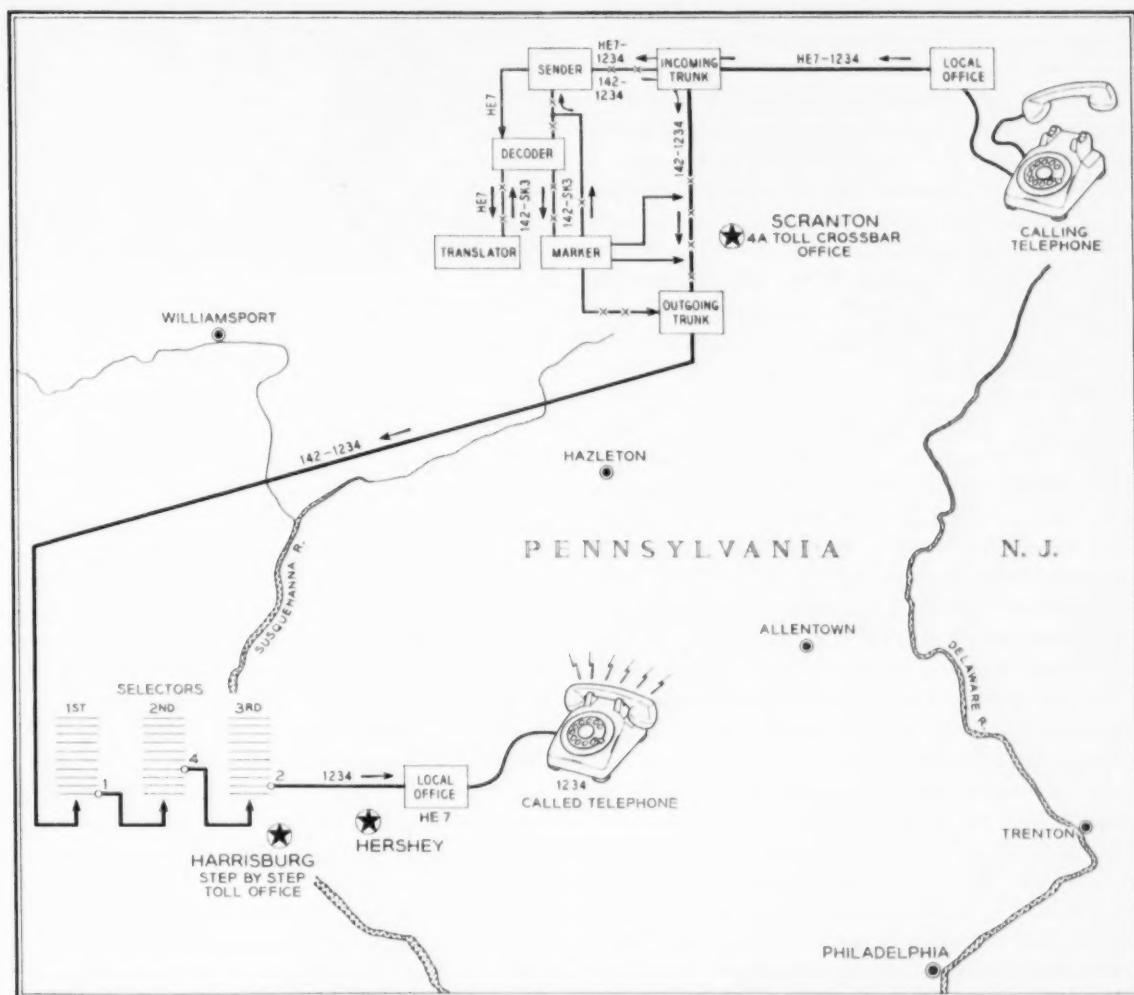 HE7-
1234
142-
1234
SENDER
INCOMING
TRUNK
HE7-1234
LOCAL
OFFICE
HE7
142-1234
DECODER
HE7
142-SK3
142-SK3
TRANSLATOR
MARKER
SCRANTON
4A TOLL CROSSBAR
OFFICE
CALLING
TELEPHONE
OUTGOING
TRUNK
WILLIAMSPORT
142-1234
HAZLETON
PENNSYLVANIA
N. J.
SUSQUEHANNA R.
ALLENTOWN
DELAWARE R.
SELECTORS
1ST
2ND
3RD
1
4
2
1234
LOCAL
OFFICE
HE 7
1234
CALLED TELEPHONE
HERSHEY
HARRISBURG
STEP BY STEP
TOLL OFFICE
TRENTON
PHILADELPHIA